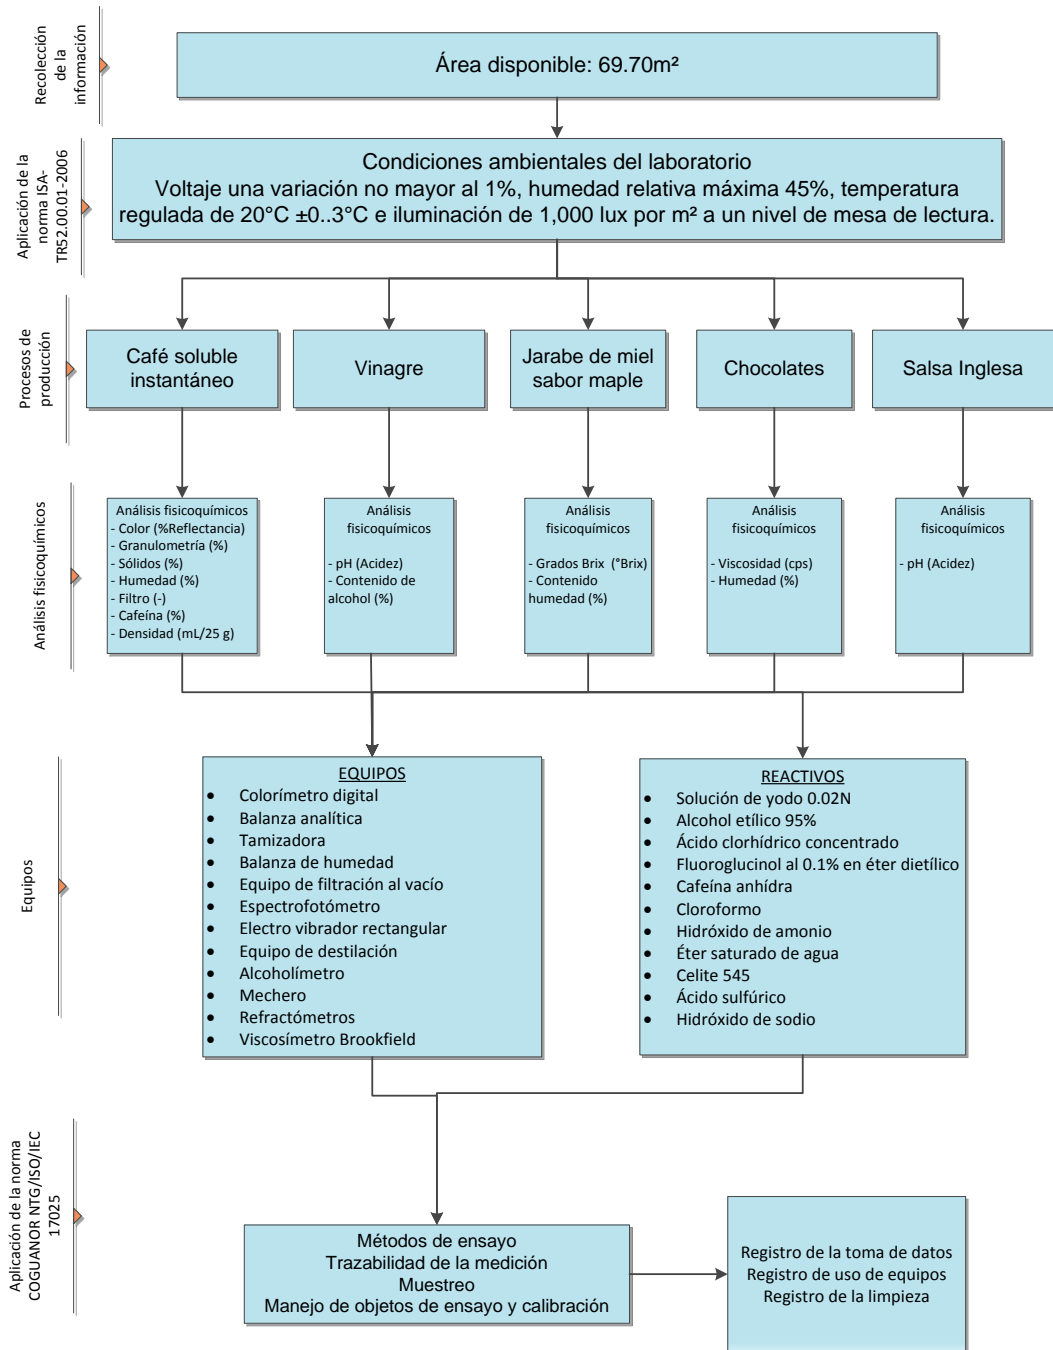 Recolección
de la
información
Área disponible: 69.70m²
Aplicación de la
norma ISA-
TR52.00.01-2006
Condiciones ambientales del laboratorio
Voltaje una variación no mayor al 1%, humedad relativa máxima 45%, temperatura
regulada de 20°C ±0..3°C e iluminación de 1,000 lux por m² a un nivel de mesa de lectura.
Procesos de
producción
Café soluble
instantáneo
Vinagre
Jarabe de miel
sabor maple
Chocolates
Salsa Inglesa
Análisis fisicoquímicos
Análisis fisicoquímicos
- Color (%Reflectancia)
- Granulometría (%)
- Sólidos (%)
- Humedad (%)
- Filtro (-)
- Cafeína (%)
- Densidad (mL/25 g)
Análisis
fisicoquímicos
- pH (Acidez)
- Contenido de
alcohol (%)
Análisis
fisicoquímicos
- Grados Brix (°Brix)
- Contenido
humedad (%)
Análisis
fisicoquímicos
- Viscosidad (cps)
- Humedad (%)
Análisis
fisicoquímicos
- pH (Acidez)
Equipos
EQUIPOS
• Colorímetro digital
• Balanza analítica
• Tamizadora
• Balanza de humedad
• Equipo de filtración al vacío
• Espectrofotómetro
• Electro vibrador rectangular
• Equipo de destilación
• Alcoholímetro
• Mechero
• Refractómetros
• Viscosímetro Brookfield
REACTIVOS
• Solución de yodo 0.02N
• Alcohol etílico 95%
• Ácido clorhídrico concentrado
• Fluoroglucinol al 0.1% en éter dietílico
• Cafeína anhídra
• Cloroformo
• Hidróxido de amonio
• Éter saturado de agua
• Celite 545
• Ácido sulfúrico
• Hidróxido de sodio
Aplicación de la norma
COGUANOR NTG/ISO/IEC
17025
Métodos de ensayo
Trazabilidad de la medición
Muestreo
Manejo de objetos de ensayo y calibración
Registro de la toma de datos
Registro de uso de equipos
Registro de la limpieza